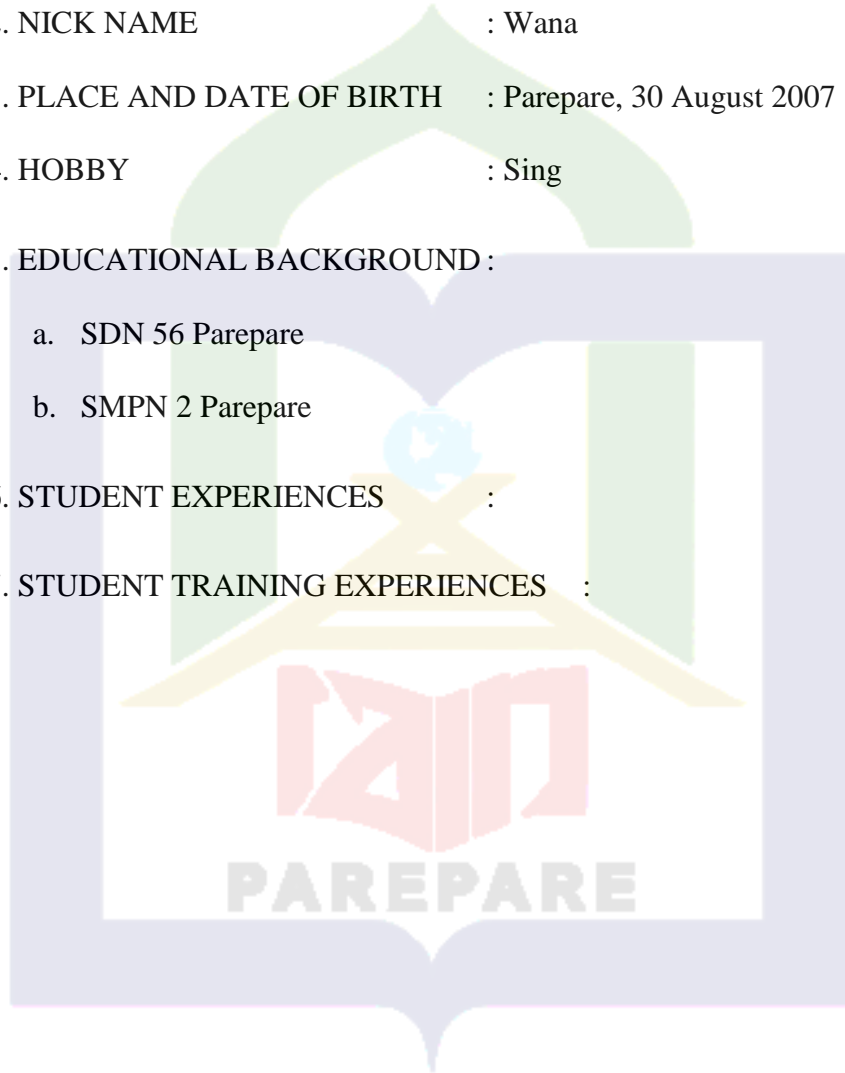 . NICK NAME : Wana
. PLACE AND DATE OF BIRTH : Parepare, 30 August 2007
. HOBBY : Sing
. EDUCATIONAL BACKGROUND :
a. SDN 56 Parepare
b. SMPN 2 Parepare
. STUDENT EXPERIENCES :
. STUDENT TRAINING EXPERIENCES :
iain
PAREPARE